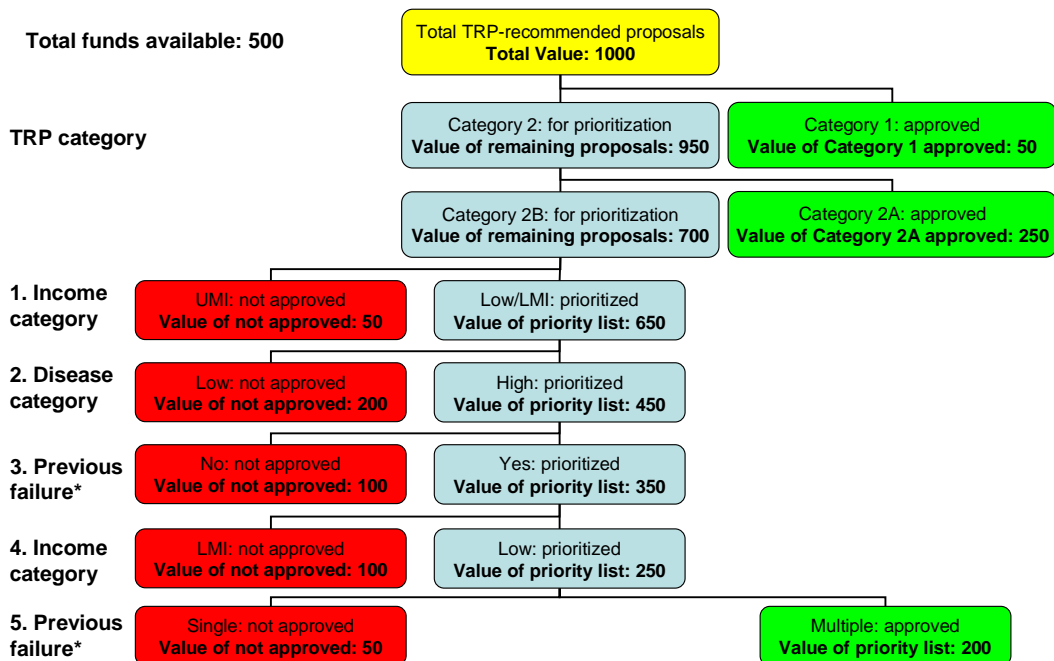 Total funds available: 500
Total TRP-recommended proposals
Total Value: 1000
TRP category
Category 2: for prioritization
Value of remaining proposals: 950
Category 1: approved
Value of Category 1 approved: 50
Category 2B: for prioritization
Value of remaining proposals: 700
Category 2A: approved
Value of Category 2A approved: 250
1. Income
category
UMI: not approved
Value of not approved: 50
Low/LMI: prioritized
Value of priority list: 650
2. Disease
category
Low: not approved
Value of not approved: 200
High: prioritized
Value of priority list: 450
3. Previous
failure*
No: not approved
Value of not approved: 100
Yes: prioritized
Value of priority list: 350
4. Income
category
LMI: not approved
Value of not approved: 100
Low: prioritized
Value of priority list: 250
5. Previous
failure*
Single: not approved
Value of not approved: 50
Multiple: approved
Value of priority list: 200